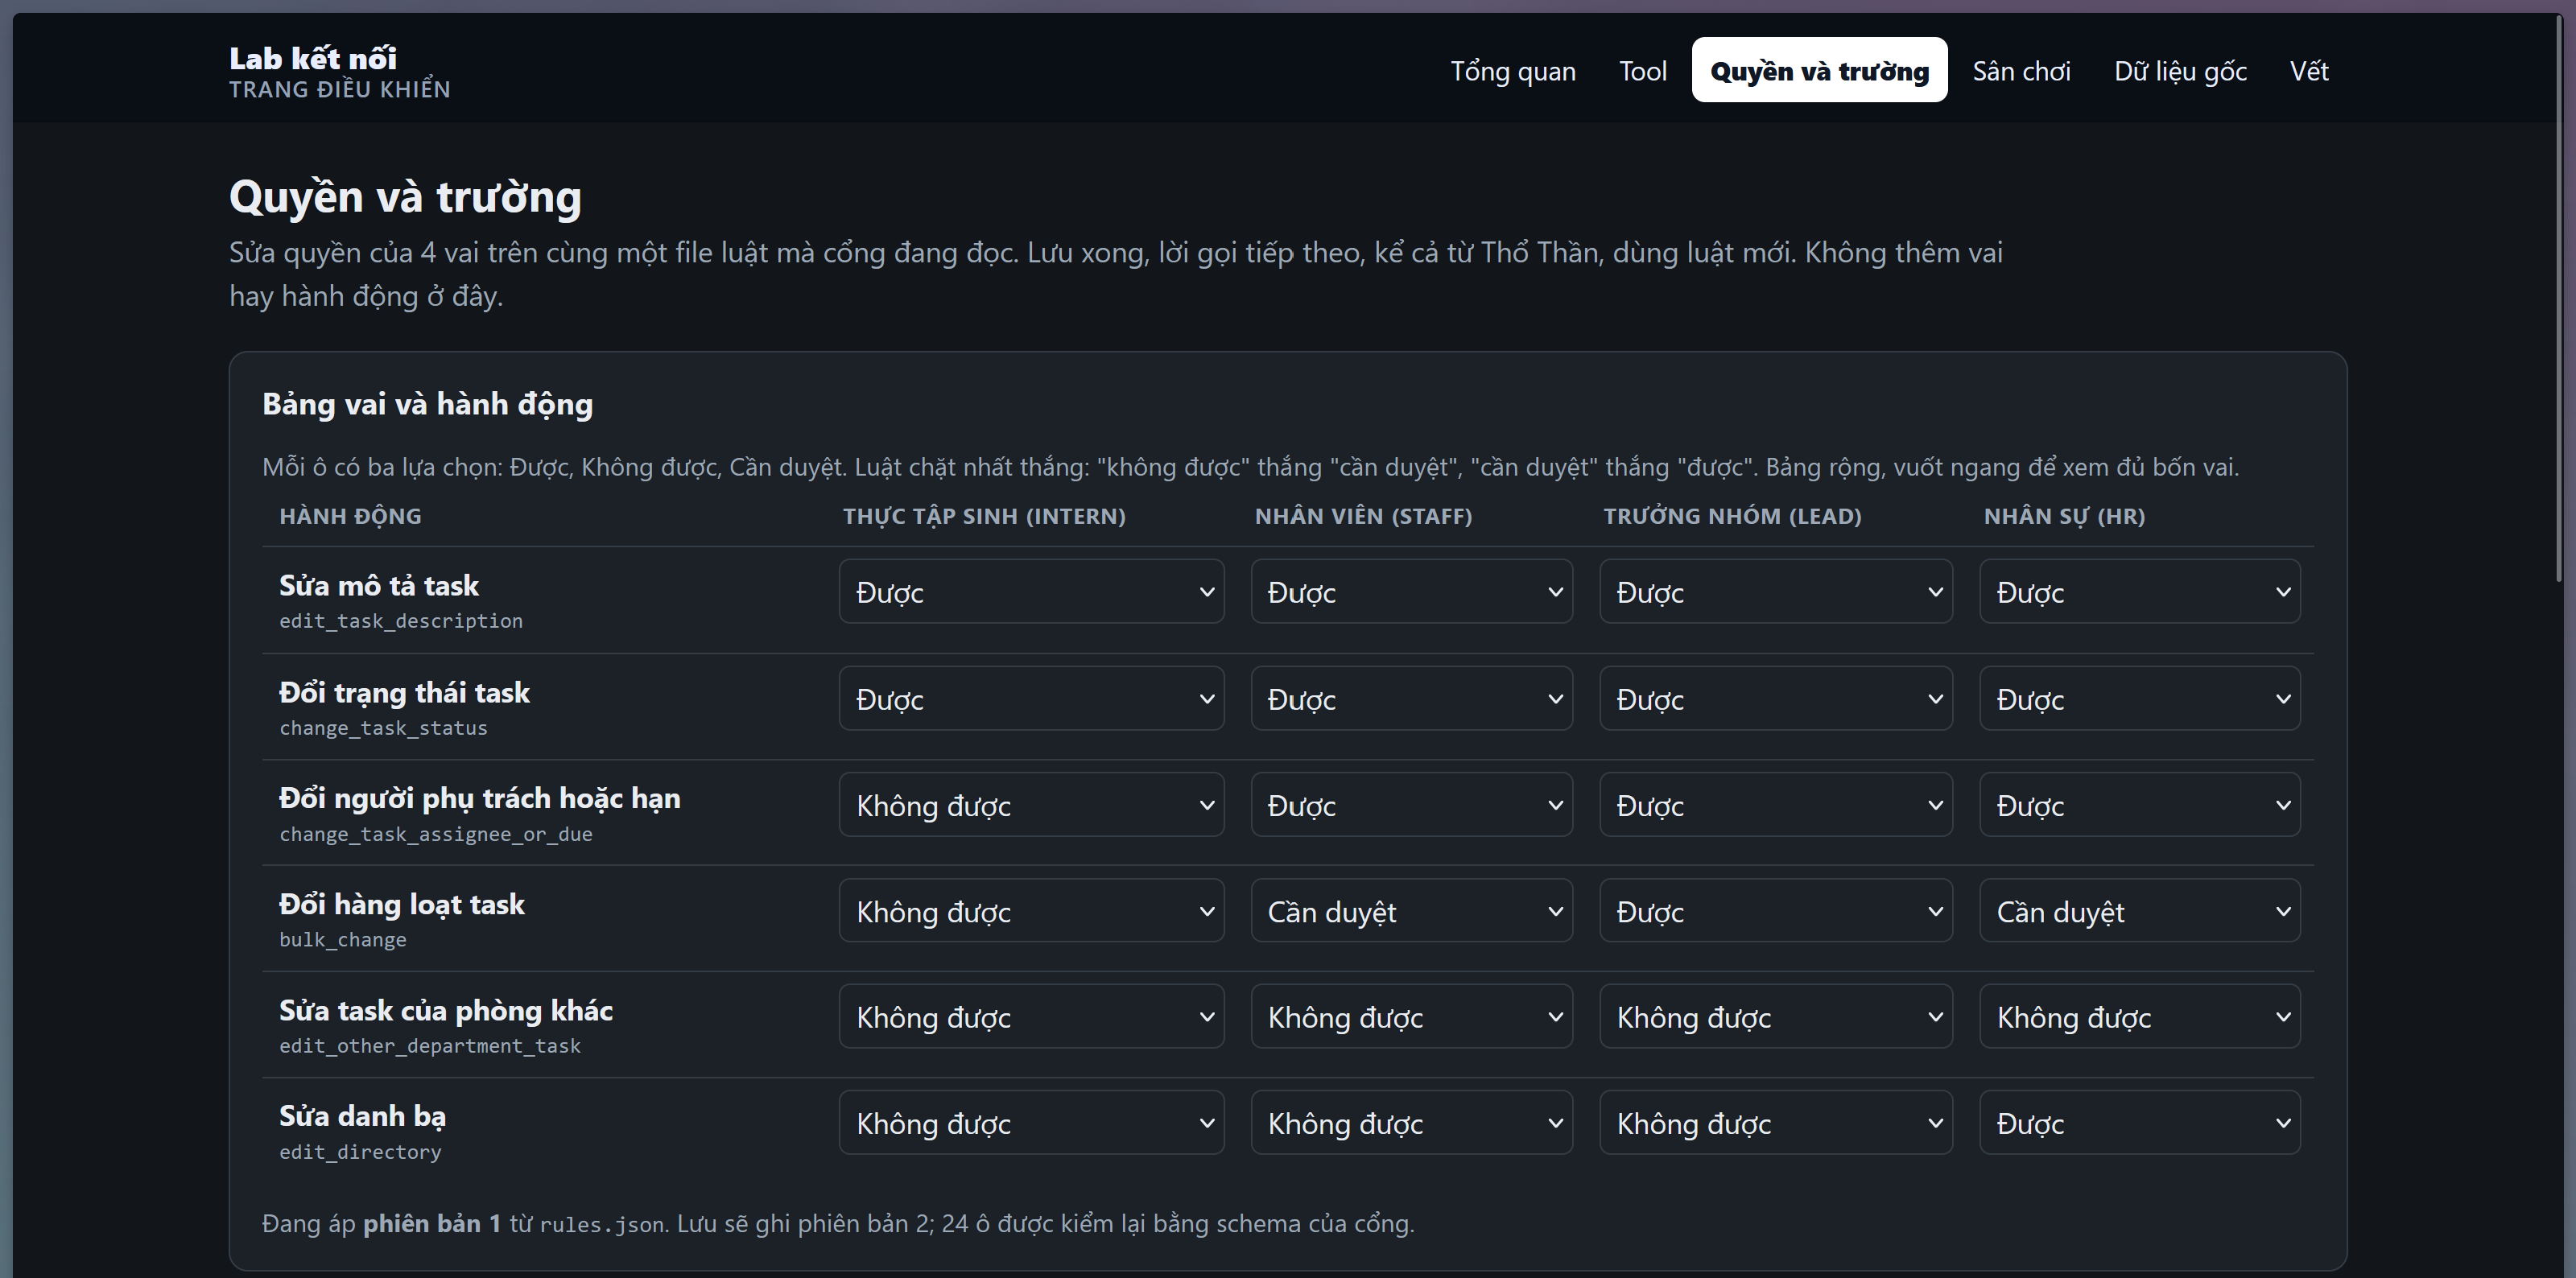 Lab kết nối
TRANG ĐIỀU KHIỂN
Tổng quan Tool Quyền và trường Sân chơi Dữ liệu gốc Vết
Quyền và trường
Sửa quyền của 4 vai trên cùng một file luật mà cổng đang đọc. Lưu xong, lời gọi tiếp theo, kể cả từ Thổ Thần, dùng luật mới. Không thêm vai
hay hành động ở đây.
Bảng vai và hành động
Mỗi ô có ba lựa chọn: Được, Không được, Cần duyệt. Luật chặt nhất thắng: "không được" thắng "cần duyệt", "cần duyệt" thắng "được". Bảng rộng, vuốt ngang để xem đủ bốn vai.
HÀNH ĐỘNG THỰC TẬP SINH (INTERN) NHÂN VIÊN (STAFF) TRƯỞNG NHÓM (LEAD) NHÂN SỰ (HR)
Sửa mô tả task Được Được Được Được
edit_task_description
Đổi trạng thái task Được Được Được Được
change_task_status
Đổi người phụ trách hoặc hạn Không được Được Được Được
change_task_assignee_or_due
Đổi hàng loạt task Không được Cần duyệt Được Cần duyệt
bulk_change
Sửa task của phòng khác Không được Không được Không được Không được
edit_other_department_task
Sửa danh bạ Không được Không được Không được Được
edit_directory
Đang áp phiên bản 1 từ rules.json. Lưu sẽ ghi phiên bản 2; 24 ô được kiểm lại bằng schema của cổng.